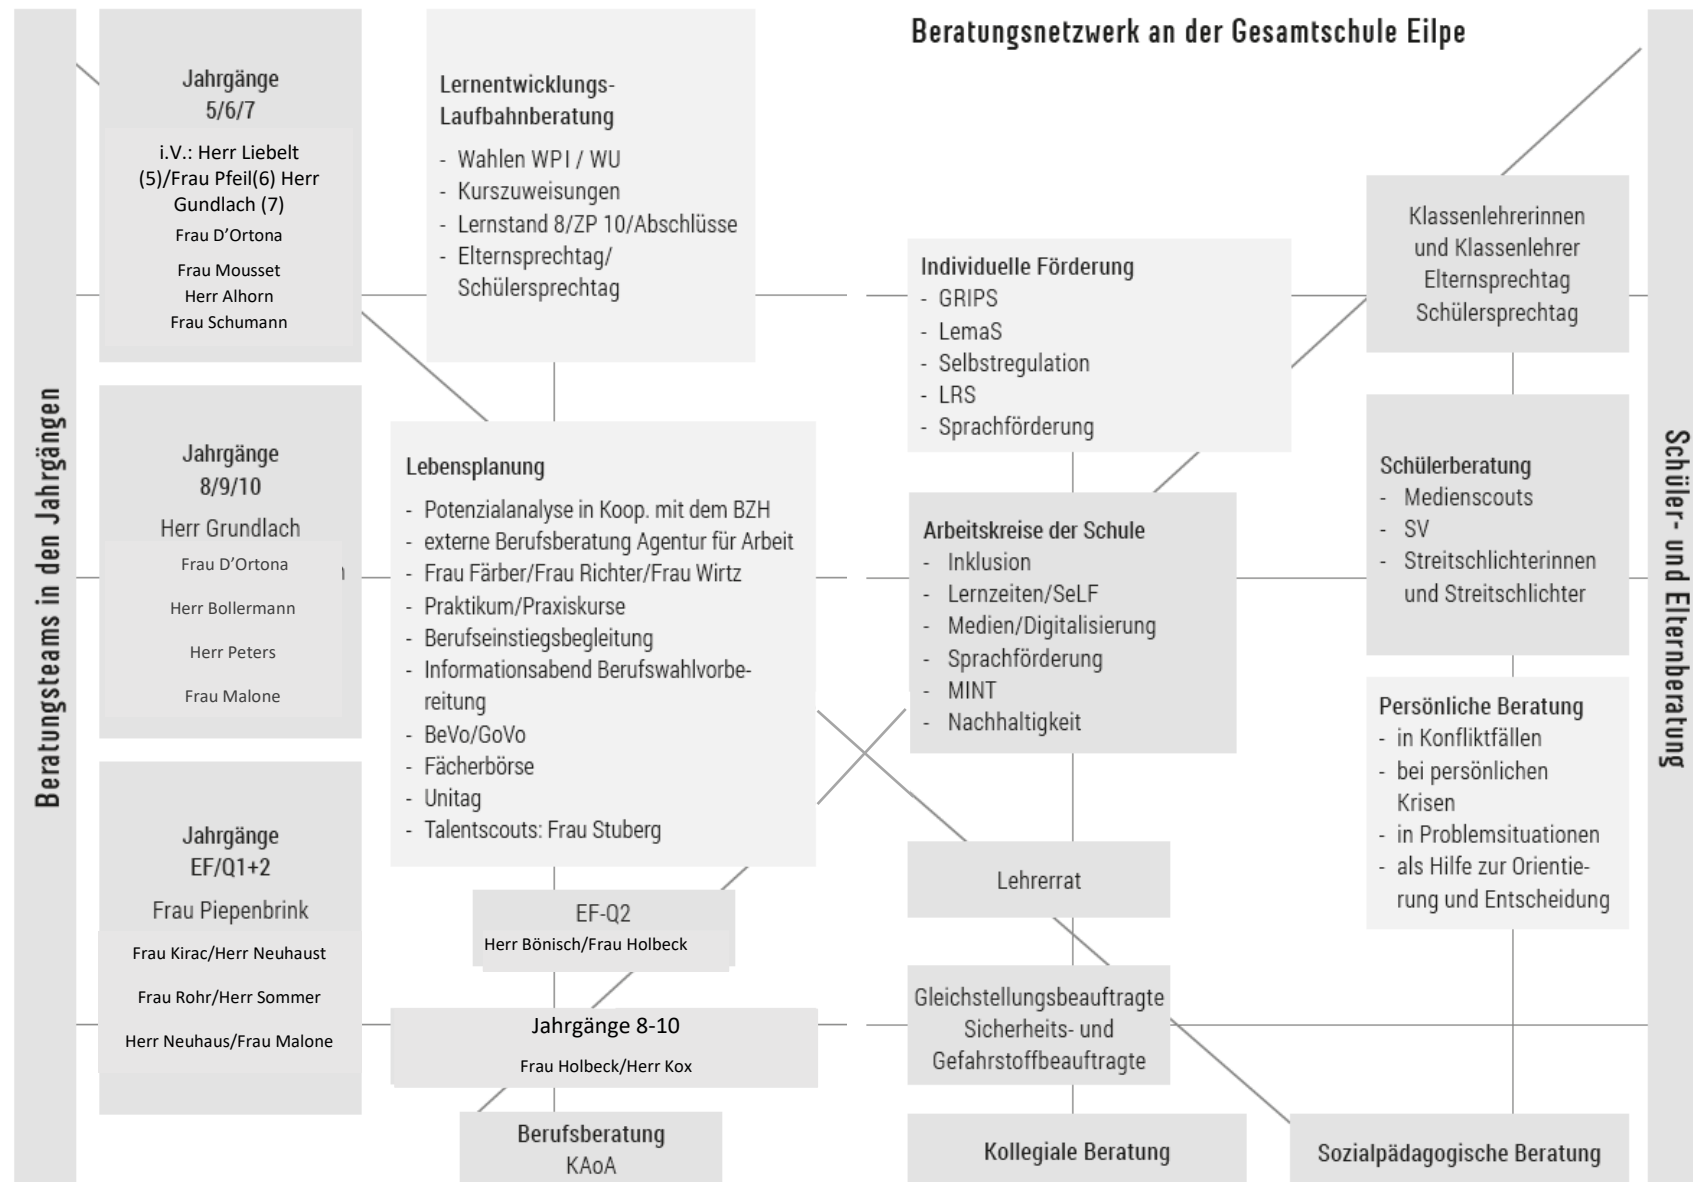 Beratungsnetzwerk an der Gesamtschule Eilpe
Beratungsteams in den Jahrgängen
Jahrgänge
5/6/7
i.V.: Herr Liebelt
(5)/Frau Pfeil(6) Herr
Gundlach (7)
Frau D’Ortona
Frau Mousset
Herr Alhorn
Frau Schumann
Jahrgänge
8/9/10
Herr Grundlach
Frau D’Ortona
Herr Bollermann
Herr Peters
Frau Malone
Jahrgänge
EF/Q1+2
Frau Piepenbrink
Frau Kirac/Herr Neuhaust
Frau Rohr/Herr Sommer
Herr Neuhaus/Frau Malone
Lernentwicklungs-
Laufbahnberatung
- Wahlen WPI / WU
- Kurszuweisungen
- Lernstand 8/ZP 10/Abschlüsse
- Elternsprechtag/
Schülersprechtag
Lebensplanung
- Potenzialanalyse in Koop. mit dem BZH
- externe Berufsberatung Agentur für Arbeit
- Frau Färber/Frau Richter/Frau Wirtz
- Praktikum/Praxiskurse
- Berufseinstiegsbegleitung
- Informationsabend Berufswahlvorbe-
reitung
- BeVo/GoVo
- Fächerbörse
- Unitag
- Talentscouts: Frau Stuberg
EF-Q2
Herr Bönisch/Frau Holbeck
Jahrgänge 8-10
Frau Holbeck/Herr Kox
Berufsberatung
KAoA
Individuelle Förderung
- GRIPS
- LemaS
- Selbstregulation
- LRS
- Sprachförderung
Arbeitskreise der Schule
- Inklusion
- Lernzeiten/SeLF
- Medien/Digitalisierung
- Sprachförderung
- MINT
- Nachhaltigkeit
Lehrerrat
Gleichstellungsbeauftragte
Sicherheits- und
Gefahrstoffbeauftragte
Kollegiale Beratung
Klassenlehrerinnen
und Klassenlehrer
Elternsprechtag
Schülersprechtag
Schülerberatung
- Medienscouts
- SV
- Streitschlichterinnen
und Streitschlichter
Persönliche Beratung
- in Konfliktfällen
- bei persönlichen
Krisen
- in Problemsituationen
- als Hilfe zur Orientie-
rung und Entscheidung
Sozialpädagogische Beratung
Schüler- und Elternberatung